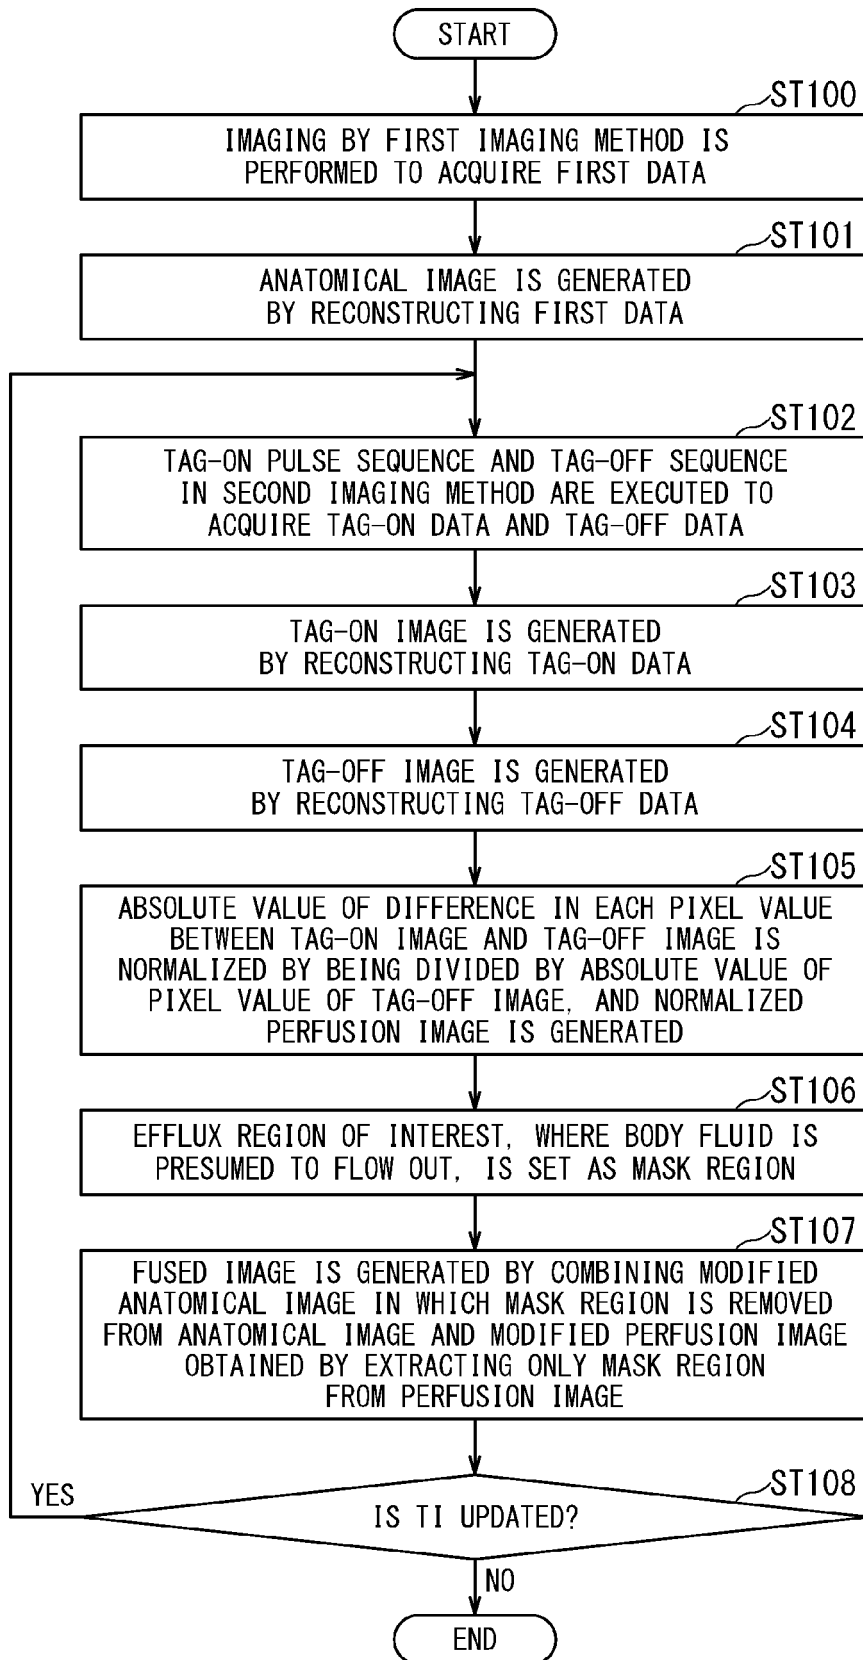 START
ST100
IMAGING BY FIRST IMAGING METHOD IS
PERFORMED TO ACQUIRE FIRST DATA
ST101
ANATOMICAL IMAGE IS GENERATED
BY RECONSTRUCTING FIRST DATA
ST102
TAG-ON PULSE SEQUENCE AND TAG-OFF SEQUENCE
IN SECOND IMAGING METHOD ARE EXECUTED TO
ACQUIRE TAG-ON DATA AND TAG-OFF DATA
ST103
TAG-ON IMAGE IS GENERATED
BY RECONSTRUCTING TAG-ON DATA
ST104
TAG-OFF IMAGE IS GENERATED
BY RECONSTRUCTING TAG-OFF DATA
ST105
ABSOLUTE VALUE OF DIFFERENCE IN EACH PIXEL VALUE
BETWEEN TAG-ON IMAGE AND TAG-OFF IMAGE IS
NORMALIZED BY BEING DIVIDED BY ABSOLUTE VALUE OF
PIXEL VALUE OF TAG-OFF IMAGE, AND NORMALIZED
PERFUSION IMAGE IS GENERATED
ST106
EFFLUX REGION OF INTEREST, WHERE BODY FLUID IS
PRESUMED TO FLOW OUT, IS SET AS MASK REGION
ST107
FUSED IMAGE IS GENERATED BY COMBINING MODIFIED
ANATOMICAL IMAGE IN WHICH MASK REGION IS REMOVED
FROM ANATOMICAL IMAGE AND MODIFIED PERFUSION IMAGE
OBTAINED BY EXTRACTING ONLY MASK REGION
FROM PERFUSION IMAGE
ST108
YES
IS TI UPDATED?
NO
END